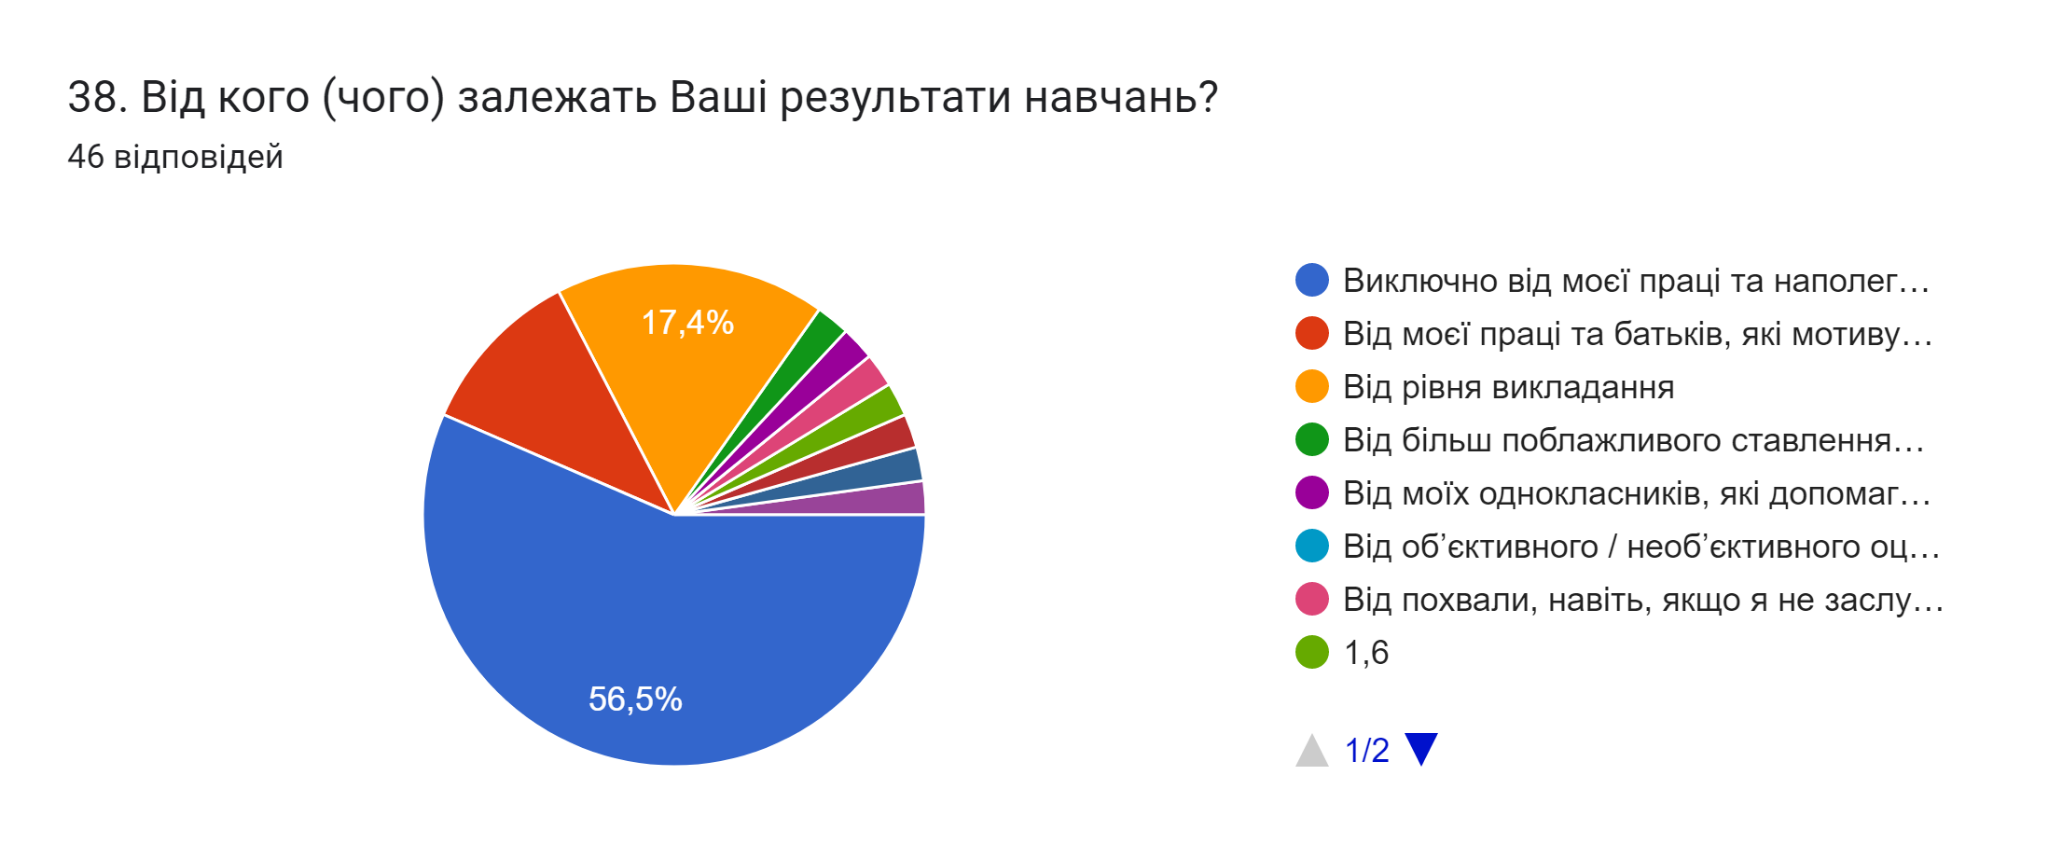 38. Від кого (чого) залежать Ваші результати навчань?
46 відповідей
17,4%
56,5%
Виключно від моєї праці та наполег…
Від моєї праці та батьків, які мотиву…
Від рівня викладання
Від більш поблажливого ставлення…
Від моїх однокласників, які допомаг…
Від об’єктивного / необ’єктивного оц…
Від похвали, навіть, якщо я не заслу…
1,6
1/2